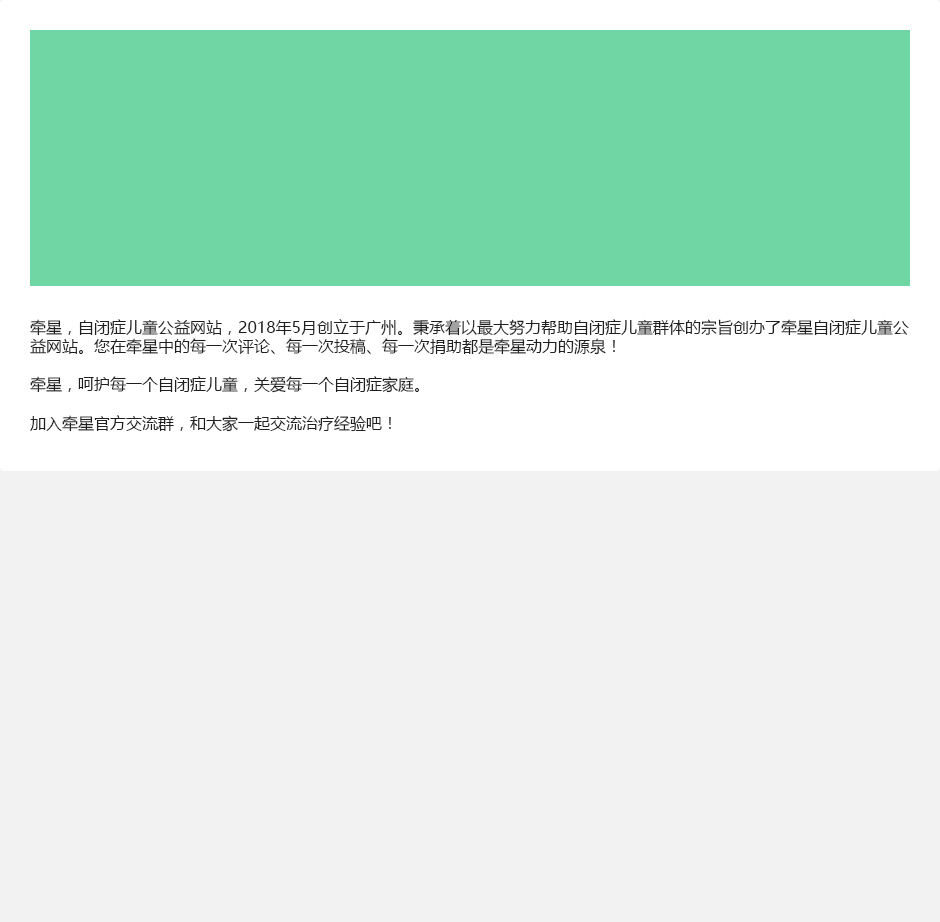 牵星，自闭症儿童公益网站，2018年5月创立于广州。秉承着以最大努力帮助自闭症儿童群体的宗旨创办了牵星自闭症儿童公
益网站。您在牵星中的每一次评论、每一次投稿、每一次捐助都是牵星动力的源泉！
牵星，呵护每一个自闭症儿童，关爱每一个自闭症家庭。
加入牵星官方交流群，和大家一起交流治疗经验吧！